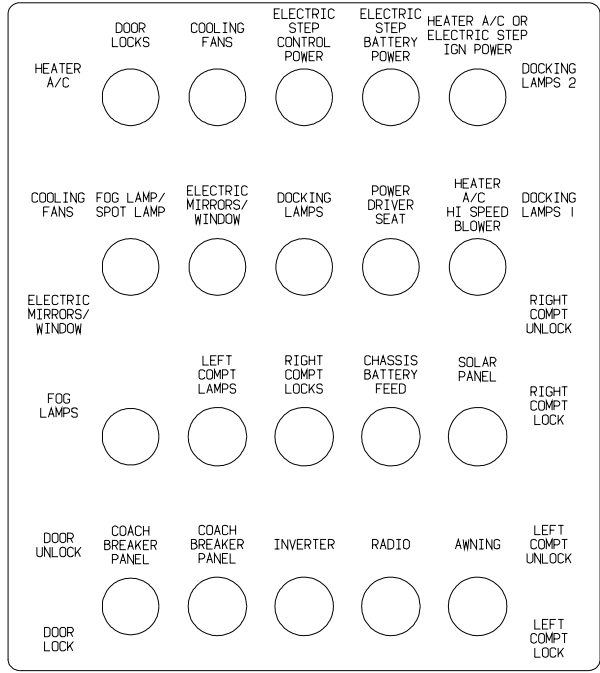 DOOR
LOCKS
COOLING
FANS
ELECTRIC
STEP
CONTROL
POWER
ELECTRIC
STEP
BATTERY
POWER
HEATER A/C OR
ELECTRIC STEP
IGN POWER
HEATER
A/C
DOCKING
LAMPS 2
COOLING
FANS
FOG LAMP/
SPOT LAMP
ELECTRIC
MIRRORS/
WINDOW
DOCKING
LAMPS
POWER
DRIVER
SEAT
HEATER
A/C
HI SPEED
BLOWER
DOCKING
LAMPS 1
ELECTRIC
MIRRORS/
WINDOW
RIGHT
COMPT
UNLOCK
FOG
LAMPS
LEFT
COMPT
LAMPS
RIGHT
COMPT
LOCKS
CHASSIS
BATTERY
FEED
SOLAR
PANEL
RIGHT
COMPT
LOCK
DOOR
UNLOCK
COACH
BREAKER
PANEL
COACH
BREAKER
PANEL
INVERTER
RADIO
AWNING
LEFT
COMPT
UNLOCK
DOOR
LOCK
LEFT
COMPT
LOCK